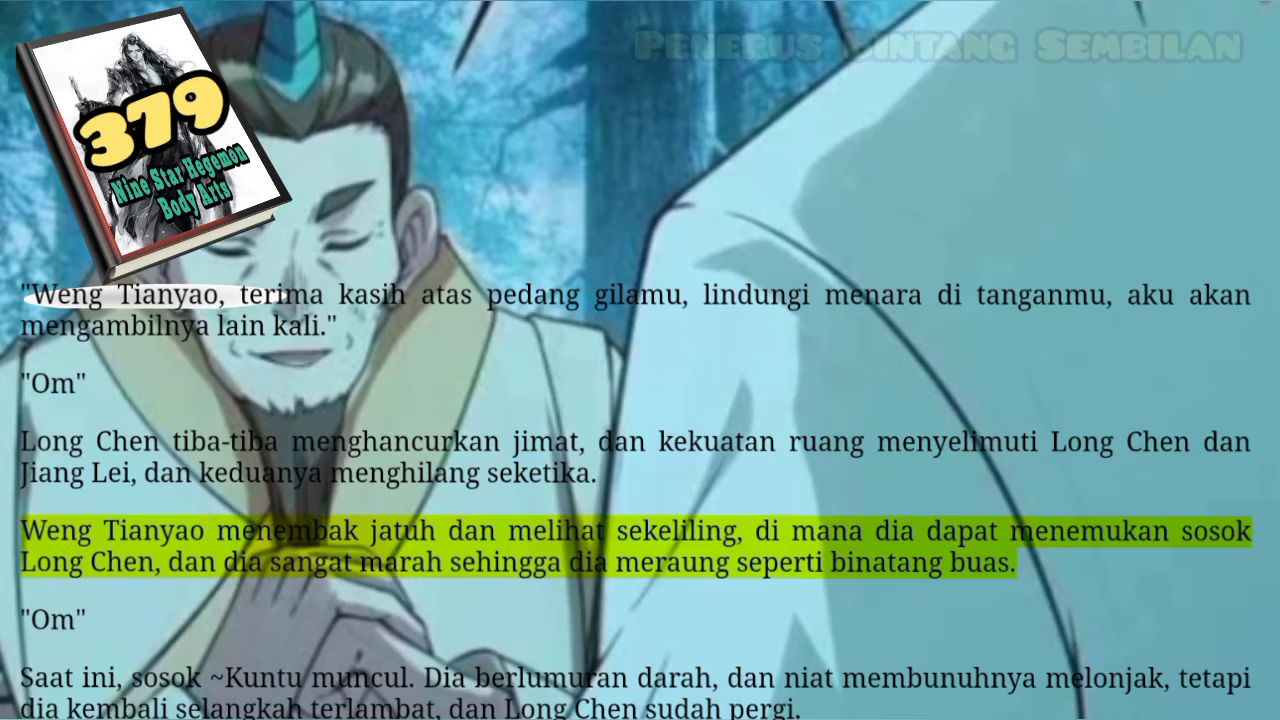 Penerus Bintang Sembilan
379
Nine Star Hegemon
Body Arts
"Weng Tianyao, terima kasih atas pedang gilamu, lindungi menara di tanganmu, aku akan
mengambilnya lain kali."
"Om"
Long Chen tiba-tiba menghancurkan jimat, dan kekuatan ruang menyelimuti Long Chen dan
Jiang Lei, dan keduanya menghilang seketika.
Weng Tianyao menembak jatuh dan melihat sekeliling, di mana dia dapat menemukan sosok
Long Chen, dan dia sangat marah sehingga dia meraung seperti binatang buas.
"Om"
Saat ini, sosok ~Kuntu muncul. Dia berlumuran darah, dan niat membunuhnya melonjak, tetapi
dia kembali selangkah terlambat, dan Long Chen sudah pergi.